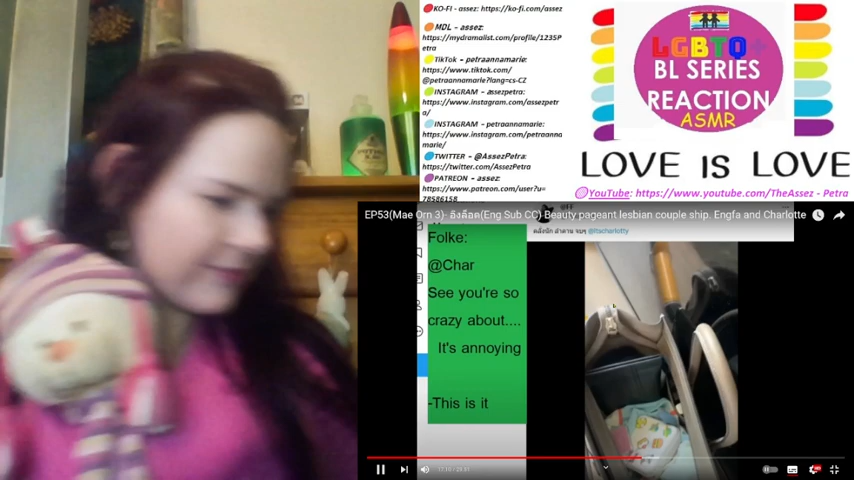 KO-FI - assez: https://ko-fi.com/assez
MDL - assez:
https://mydramalist.com/profile/1235P
etra
TikTok - petraannamarie:
https://www.tiktok.com/
@petraannamarie?lang=cs-CZ
INSTAGRAM - assezpetra:
https://www.instagram.com/assezpetr
a/
INSTAGRAM - petraannamarie:
https://www.instagram.com/petraanna
marie/
TWITTER - @AssezPetra
https://twitter.com/AssezPetra
PATREON - assez:
https://www.patreon.com/user?u=
78586158
LGBTQ+
BL SERIES
REACTION
ASMR
LOVE IS LOVE
YouTube: https://www.youtube.com/TheAssez - Petra
EP53(Mae Orn 3)- อิงล็อต(Eng Sub CC) Beauty pageant lesbian couple ship. Engfa and Charlotte
@itscharlotty
Folke:
@Char
See you're so
crazy about....
It's annoying
-This is it